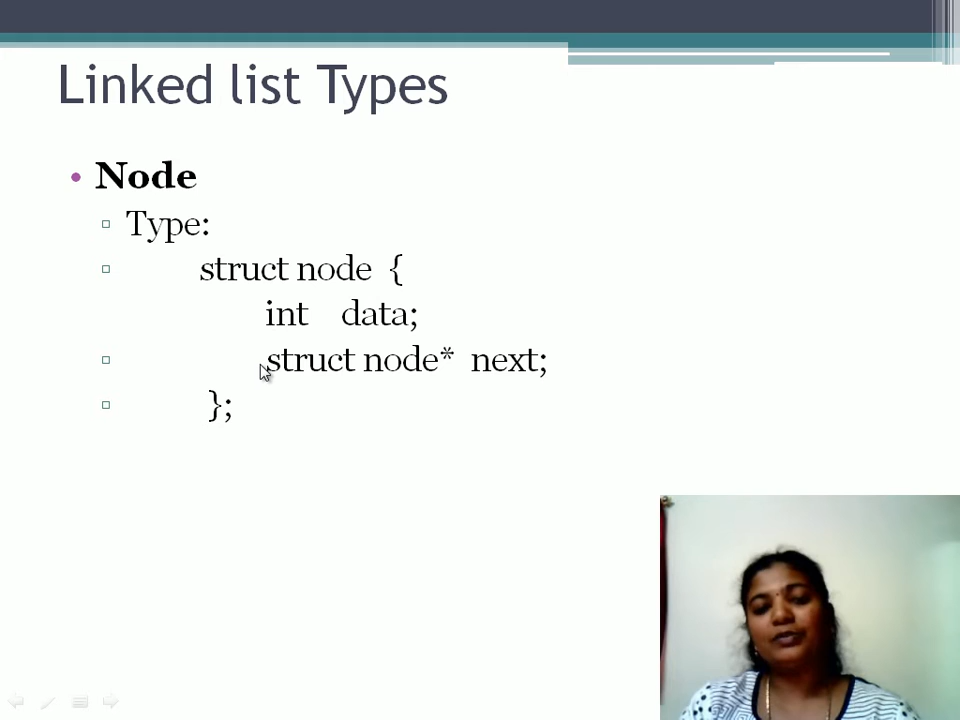 Linked list Types
Node
Type:
struct node {
int data;
struct node* next;
};